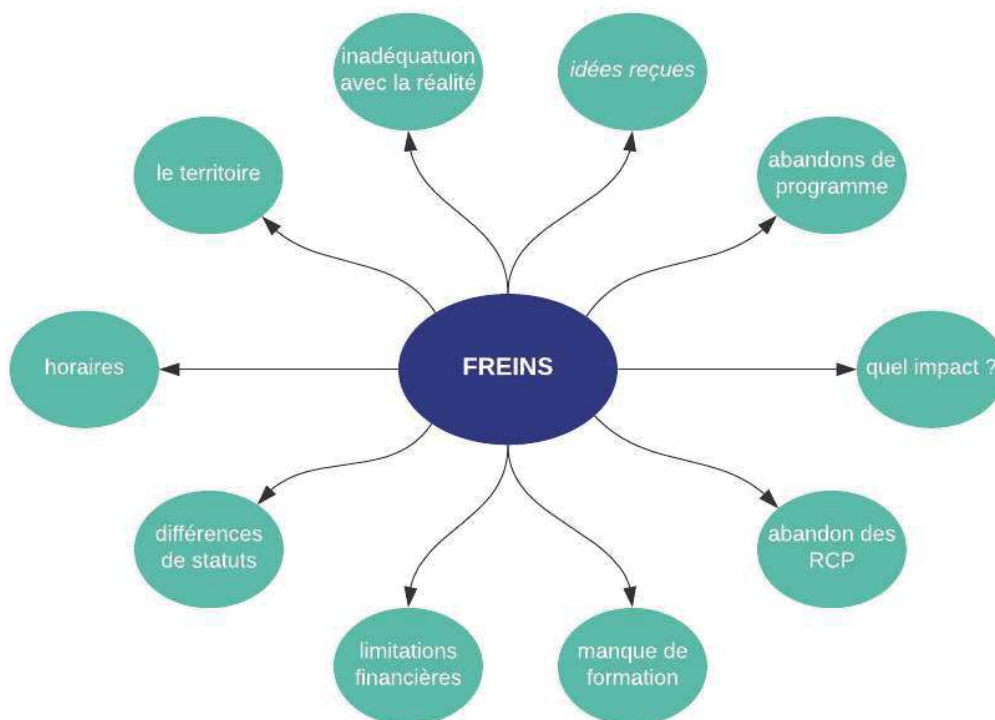 inadéquatuon
avec la réalité
idées reçues
le territoire
abandons de
programme
horaires
FREINS
quel impact ?
différences
de statuts
abandon des
RCP
limitations
financières
manque de
formation